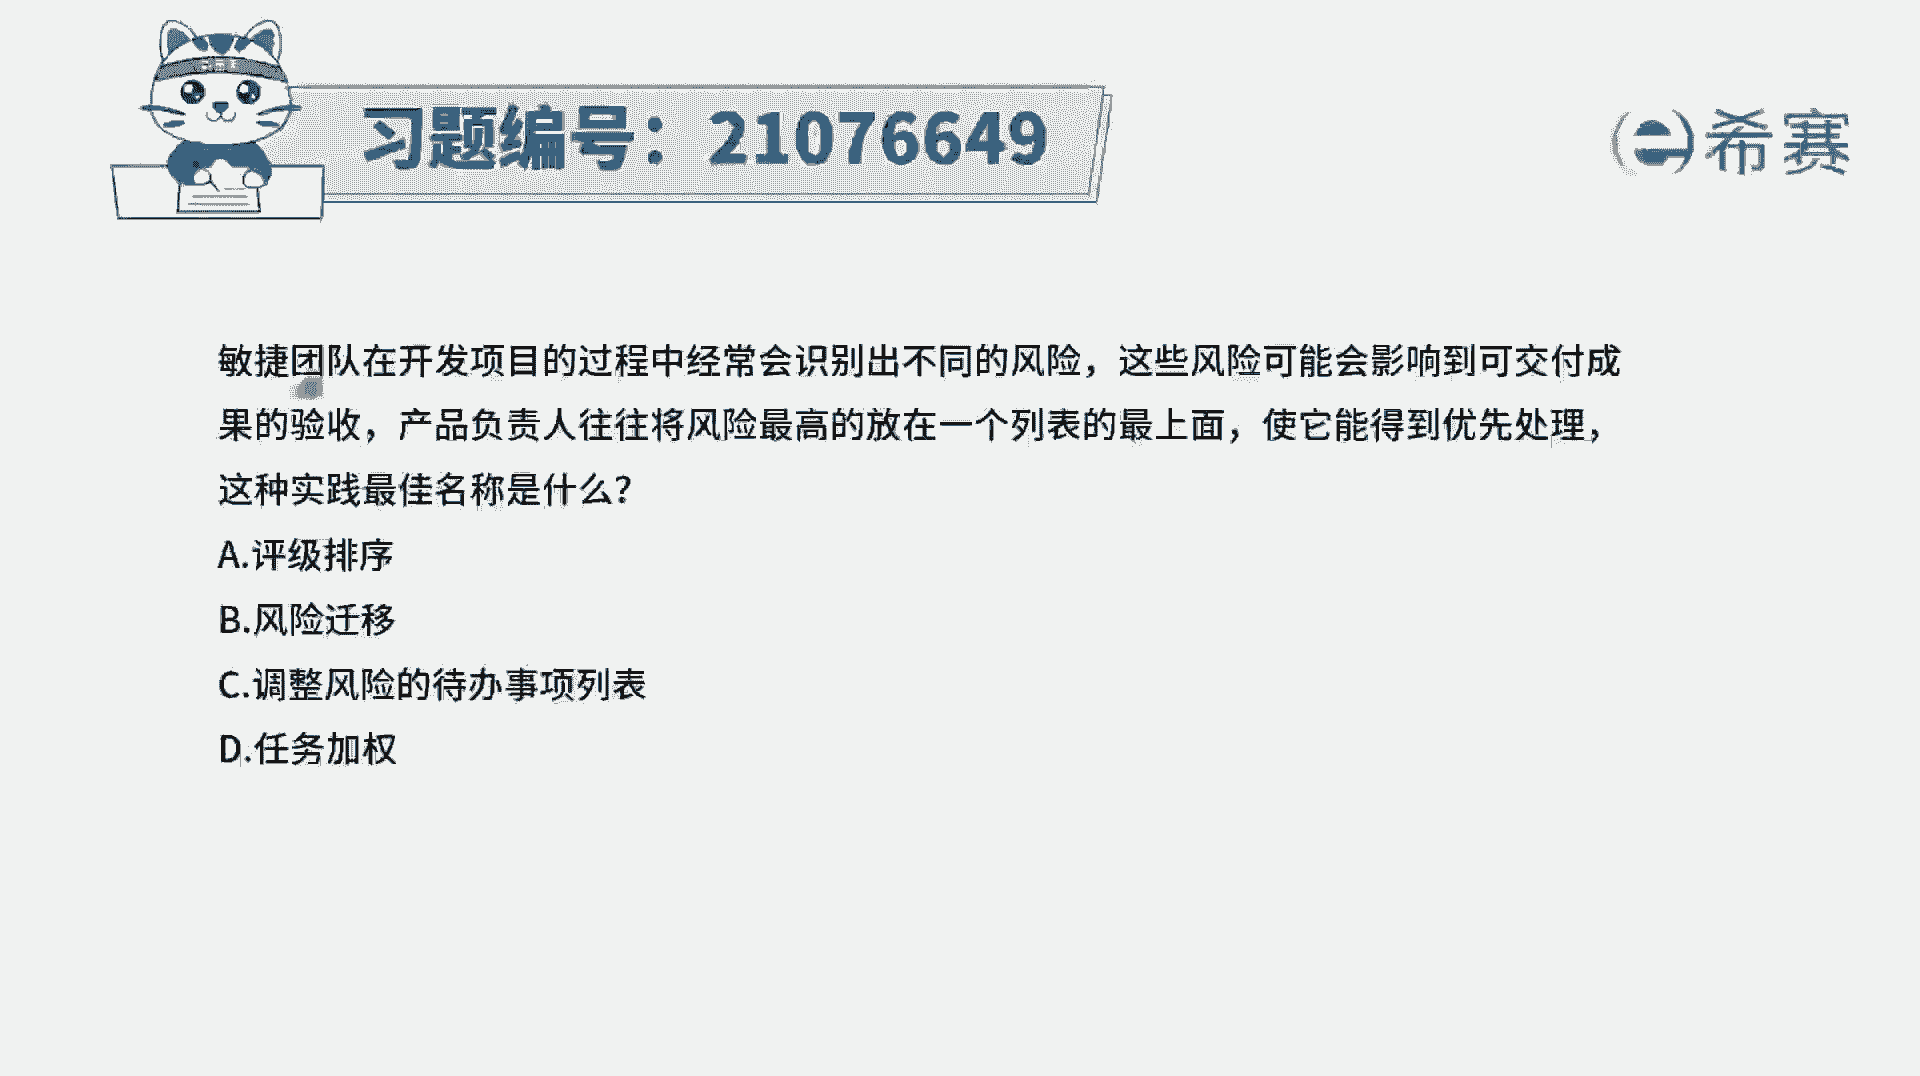 习题编号：21076649
希赛
敏捷团队在开发项目的过程中经常会识别出不同的风险，这些风险可能会影响到可交付成
果的验收，产品负责人往往将风险最高的放在一个列表的最上面，使它能得到优先处理，
这种实践最佳名称是什么？
A.评级排序
B.风险迁移
C.调整风险的待办事项列表
D.任务加权